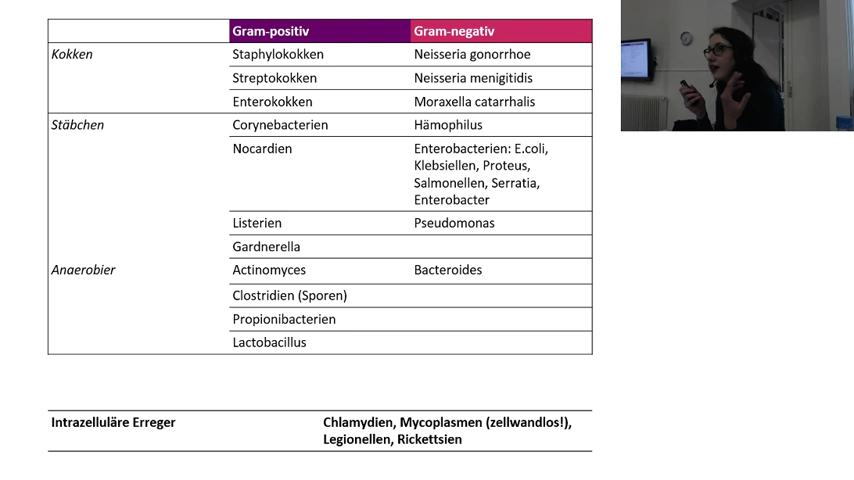 Gram-positiv Gram-negativ
Kokken Staphylokokken Neisseria gonorrhoe
Streptokokken Neisseria menigitidis
Enterokokken Moraxella catarrhalis
Stäbchen Corynebacterien Hämophilus
Nocardien Enterobacterien: E.coli,
Klebsiellen, Proteus,
Salmonellen, Serratia,
Enterobacter
Listerien Pseudomonas
Gardnerella
Anaerobier Actinomyces Bacteroides
Clostridien (Sporen)
Propionibacterien
Lactobacillus
Intrazelluläre Erreger Chlamydien, Mycoplasmen (zellwandlos!),
Legionellen, Rickettsien